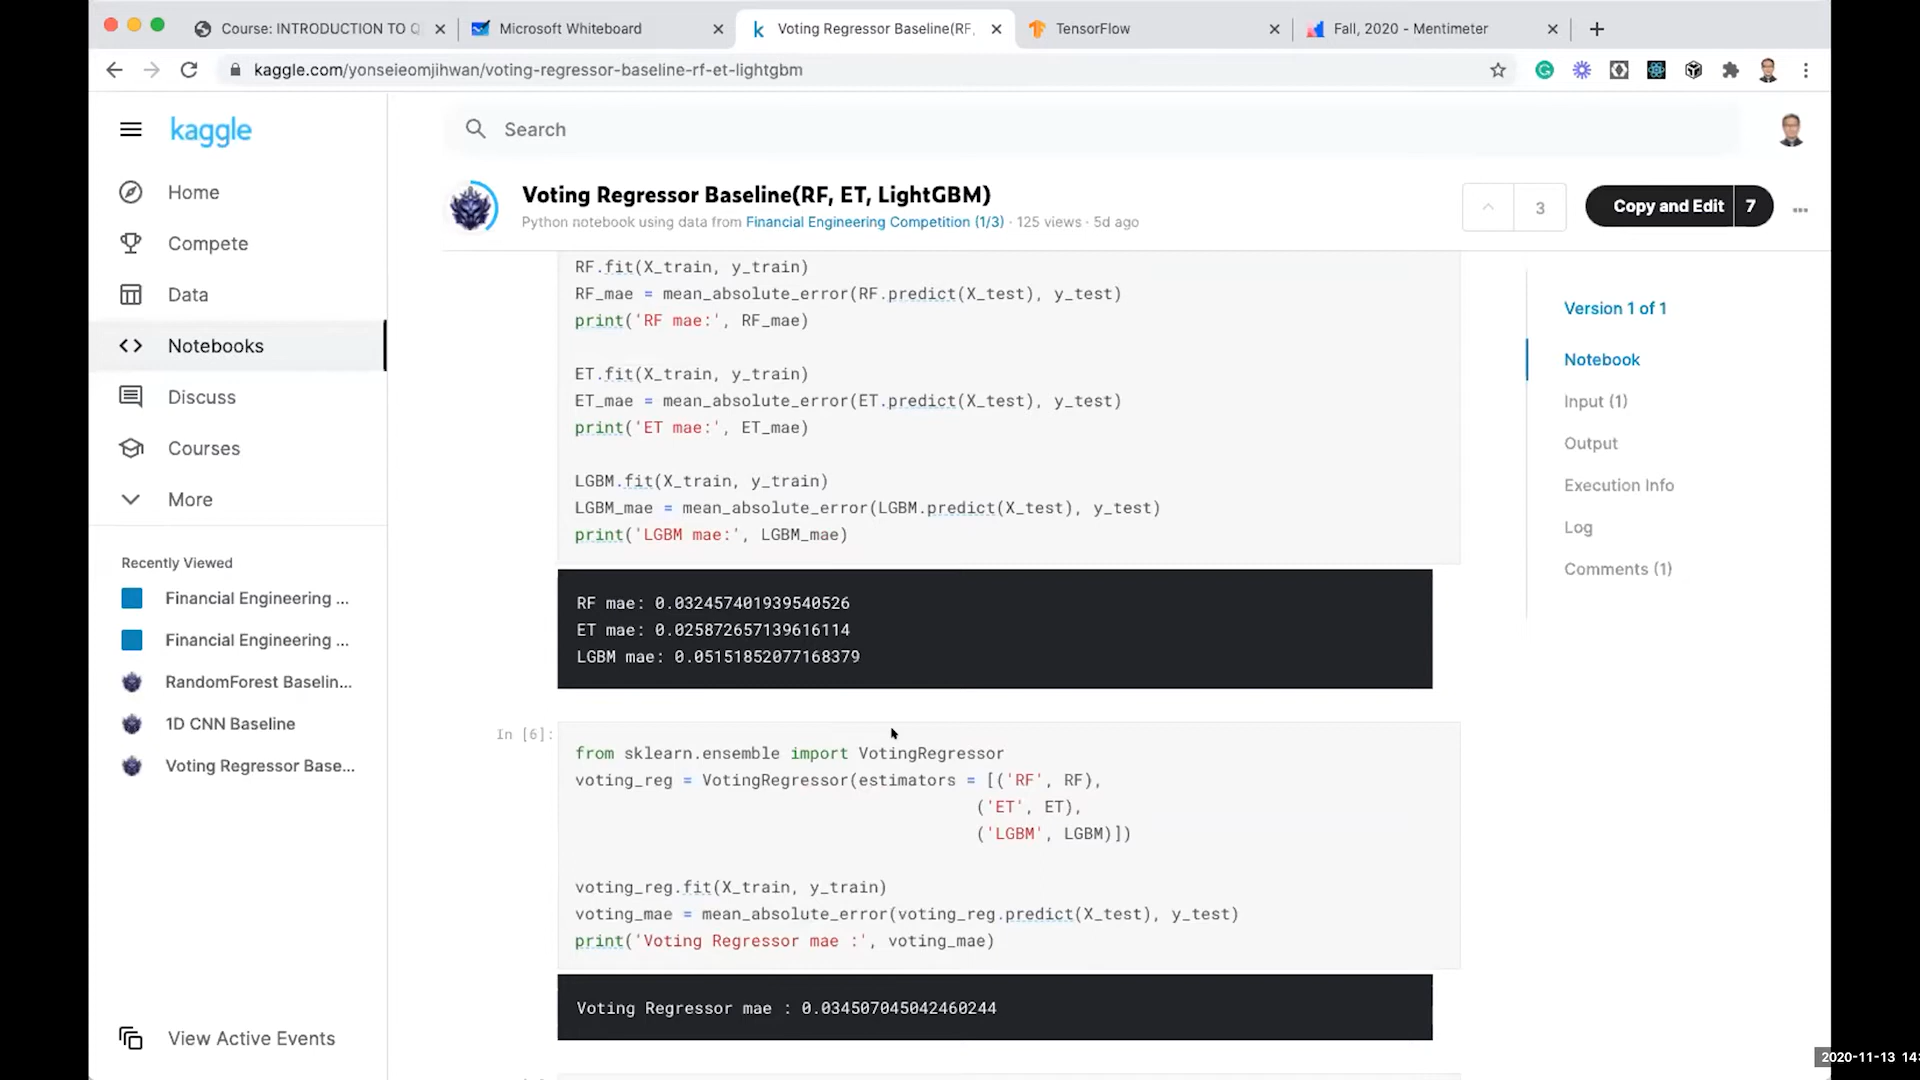 Course: INTRODUCTION TO Q
Microsoft Whiteboard
Voting Regressor Baseline(RF,
TensorFlow
Fall, 2020 - Mentimeter
kaggle.com/yonseieomjihwan/voting-regressor-baseline-rf-et-lightgbm
kaggle
Search
Home
Compete
Data
Notebooks
Discuss
Courses
More
Recently Viewed
Financial Engineering ...
Financial Engineering ...
RandomForest Baselin...
1D CNN Baseline
Voting Regressor Base...
View Active Events
Voting Regressor Baseline(RF, ET, LightGBM)
Python notebook using data from Financial Engineering Competition (1/3) · 125 views · 5d ago
3
Copy and Edit 7
RF.fit(X_train, y_train)
RF_mae = mean_absolute_error(RF.predict(X_test), y_test)
print('RF mae:', RF_mae)
ET.fit(X_train, y_train)
ET_mae = mean_absolute_error(ET.predict(X_test), y_test)
print('ET mae:', ET_mae)
LGBM.fit(X_train, y_train)
LGBM_mae = mean_absolute_error(LGBM.predict(X_test), y_test)
print('LGBM mae:', LGBM_mae)
RF mae: 0.032457401939540526
ET mae: 0.025872657139616114
LGBM mae: 0.05151852077168379
In [6]:
from sklearn.ensemble import VotingRegressor
voting_reg = VotingRegressor(estimators = [('RF', RF),
('ET', ET),
('LGBM', LGBM)])
voting_reg.fit(X_train, y_train)
voting_mae = mean_absolute_error(voting_reg.predict(X_test), y_test)
print('Voting Regressor mae :', voting_mae)
Voting Regressor mae : 0.034507045042460244
Version 1 of 1
Notebook
Input (1)
Output
Execution Info
Log
Comments (1)
2020-11-13 14: